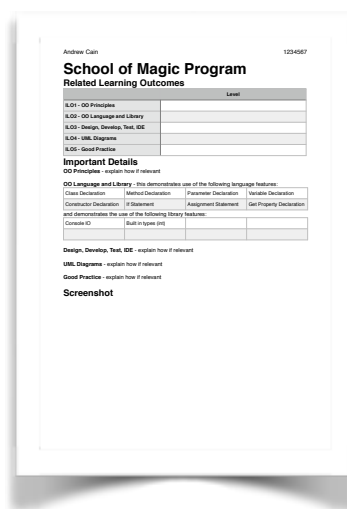 Andrew Cain 1234567
School of Magic Program
Related Learning Outcomes
Level
ILO1 - OO Principles
ILO2 - OO Language and Library
ILO3 - Design, Develop, Test, IDE
ILO4 - UML Diagrams
ILO5 - Good Practice
Important Details
OO Principles - explain how if relevant
OO Language and Library - this demonstrates use of the following language features:
Class Declaration Method Declaration Parameter Declaration Variable Declaration
Constructor Declaration If Statement Assignment Statement Get Property Declaration
and demonstrates the use of the following library features:
Console IO Built in types (int)
Design, Develop, Test, IDE - explain how if relevant
UML Diagrams - explain how if relevant
Good Practice - explain how if relevant
Screenshot